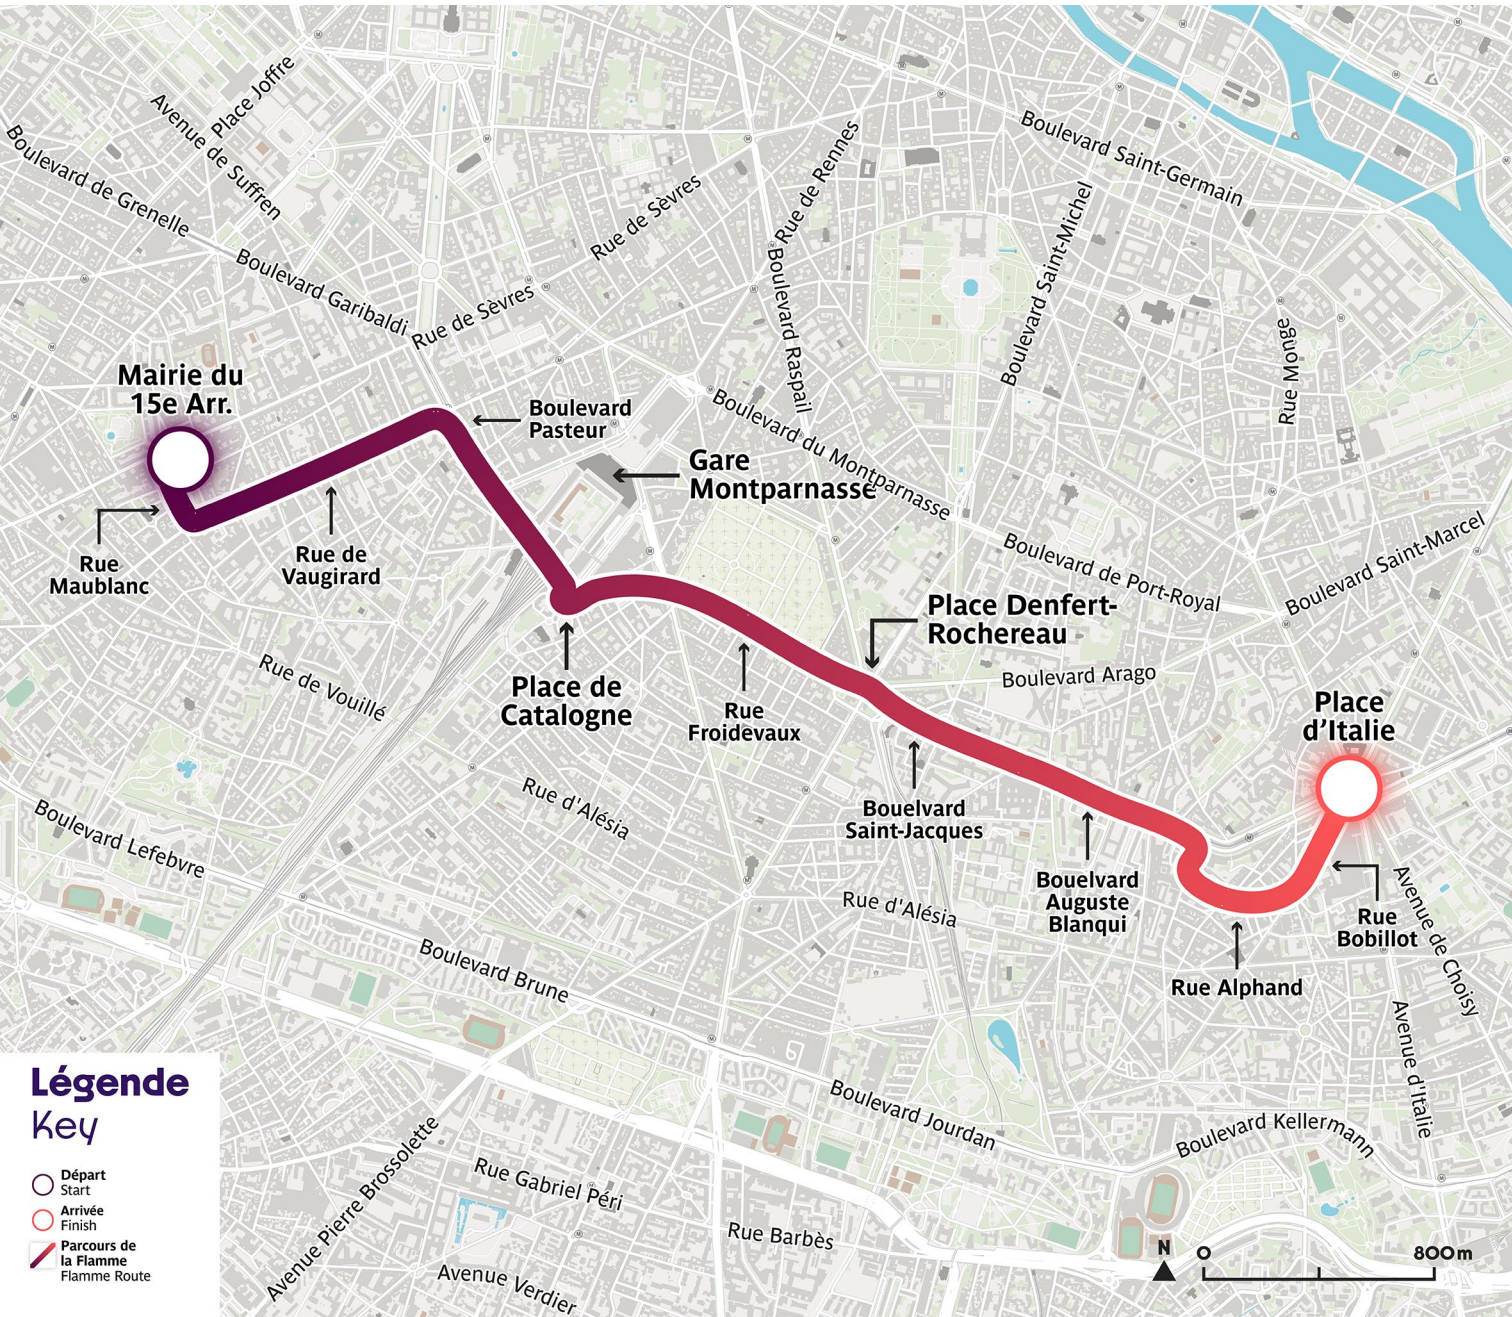 Place Joffre
Avenue de Suffren
Boulevard de Grenelle
Boulevard Garibaldi
Rue de Sèvres
Rue de Sèvres
Rue de Rennes
Boulevard Raspail
Boulevard Saint-Germain
Boulevard Saint-Michel
Rue Monge
Mairie du
15e Arr.
Boulevard
Pasteur
Gare
Montparnasse
Boulevard du Montparnasse
Rue
Maublanc
Rue de
Vaugirard
Boulevard de Port-Royal
Boulevard Saint-Marcel
Place Denfert-
Rochereau
Boulevard Arago
Place de
Catalogne
Rue
Froidevaux
Rue de Vouillé
Place
d'Italie
Bouelvard
Saint-Jacques
Rue d'Alésia
Boulevard Lefebvre
Bouelvard
Auguste
Blanqui
Rue d'Alésia
Rue
Bobillot
Avenue de Choisy
Rue Alphand
Boulevard Brune
Avenue d'Italie
Boulevard Jourdan
Boulevard Kellermann
Avenue Pierre Brossolette
Rue Gabriel Péri
Rue Barbès
Avenue Verdier
Légende
Key
Départ
Start
Arrivée
Finish
Parcours de
la Flamme
Flamme Route
N
0
800m